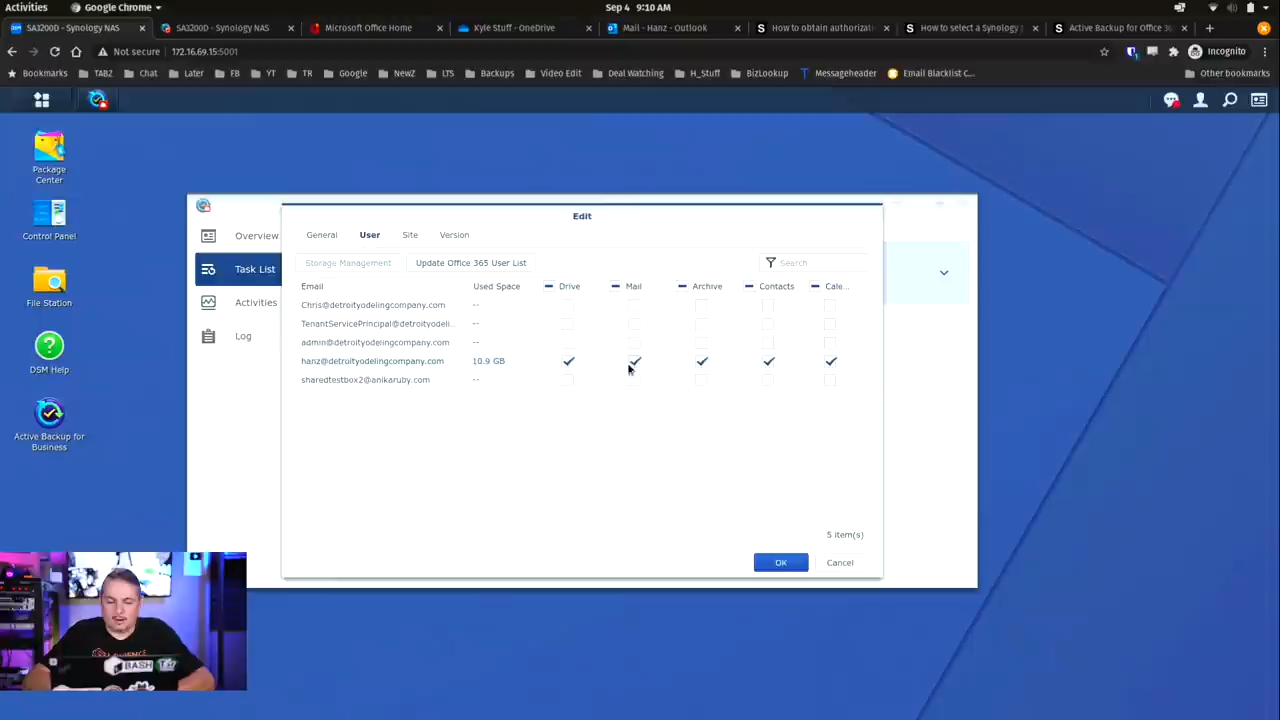 Activities
Google Chrome
Sep 4 9:10 AM
SA3200D - Synology NAS
SA3200D - Synology NAS
Microsoft Office Home
Kyle Stuff - OneDrive
Mail - Hanz - Outlook
How to obtain authorizat
How to select a Synology
Active Backup for Office 36
Not secure
172.16.69.15:5001
Incognito
Bookmarks
TAB2
Chat
Later
FB
YT
TR
Google
NewZ
LTS
Backups
Video Edit
Deal Watching
H_Stuff
BizLookup
Messageheader
Email Blacklist C...
Other bookmarks
Package
Center
Control Panel
File Station
DSM Help
Active Backup for
Business
Overview
Task List
Activities
Log
Edit
General
User
Site
Version
Storage Management
Update Office 365 User List
Search
Email
Used Space
Drive
Mail
Archive
Contacts
Cale...
Chris@detroityodelingcompany.com
--
TenantServicePrincipal@detroityodeli...
--
admin@detroityodelingcompany.com
--
hanz@detroityodelingcompany.com
10.9 GB
sharedtestbox2@anikaruby.com
--
5 item(s)
OK
Cancel
BASH